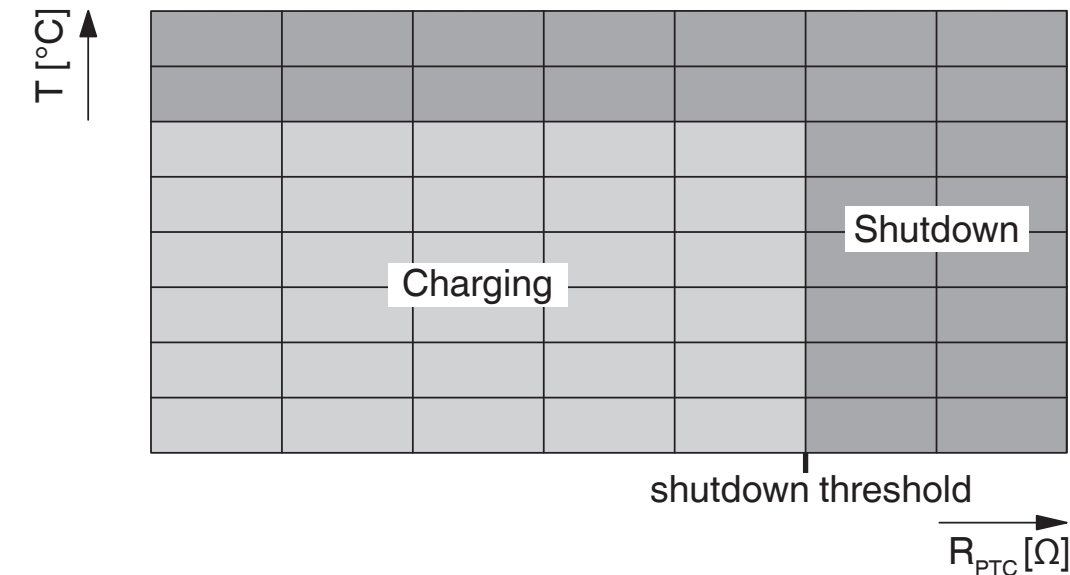 T [°C]
Shutdown
Charging
shutdown threshold
R_PTC [Ω]